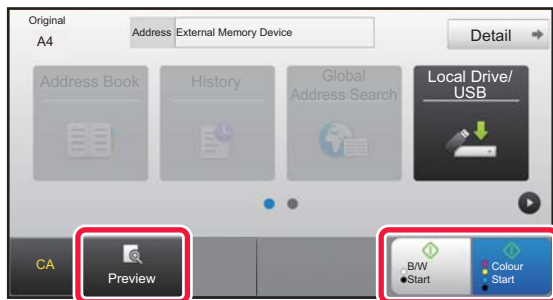 Original
A4
Address External Memory Device
Detail
Address Book
History
Global
Address Search
Local Drive/
USB
CA
Preview
B/W
Start
Colour
Start